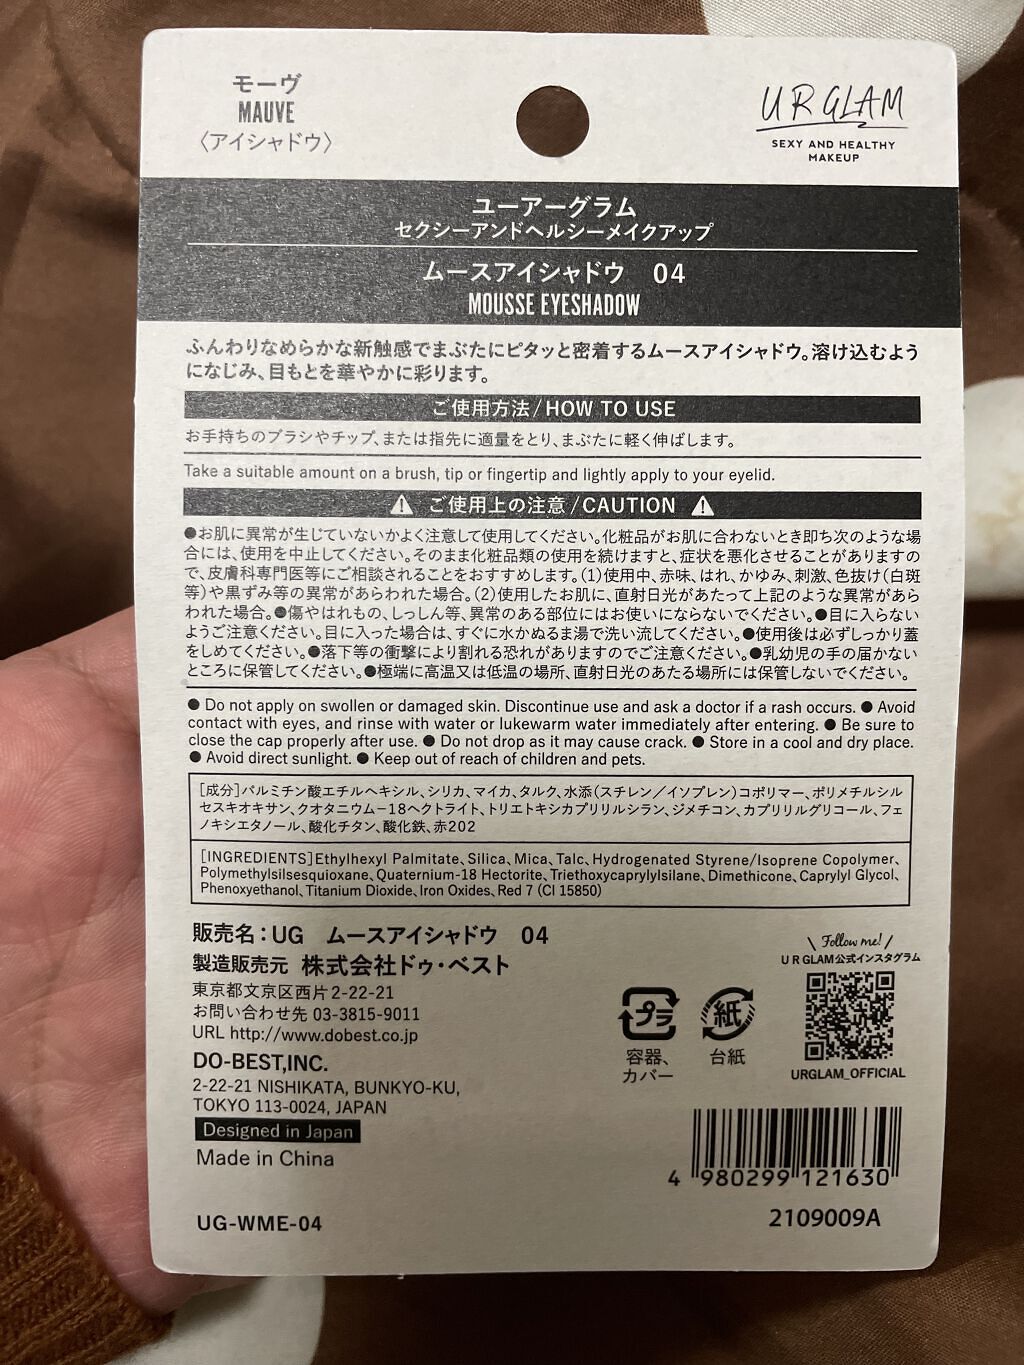 モーヴ
MAUVE
〈アイシャドウ〉
U R GLAM
SEXY AND HEALTHY
MAKEUP
ユーアーグラム
セクシーアンドヘルシーメイクアップ
ムースアイシャドウ 04
MOUSSE EYESHADOW
ふんわりなめらかな新触感でまぶたにピタッと密着するムースアイシャドウ。溶け込むよう
になじみ、目もとを華やかに彩ります。
ご使用方法/HOW TO USE
お手持ちのブラシやチップ、または指先に適量をとり、まぶたに軽く伸ばします。
Take a suitable amount on a brush, tip or fingertip and lightly apply to your eyelid.
ご使用上の注意/CAUTION
●お肌に異常が生じていないかよく注意して使用してください。化粧品がお肌に合わないとき即ち次のような場
合には、使用を中止してください。そのまま化粧品類の使用を続けますと、症状を悪化させることがありますの
で、皮膚科専門医等にご相談されることをおすすめします。(1)使用中、赤味、はれ、かゆみ、刺激、色抜け(白斑
等)や黒ずみ等の異常があらわれた場合。(2)使用したお肌に、直射日光があたって上記のような異常があら
われた場合。●傷やはれもの、しっしん等、異常のある部位にはお使いにならないでください。●目に入らない
ようご注意ください。目に入った場合は、すぐに水かぬるま湯で洗い流してください。●使用後は必ずしっかり蓋
をしめてください。●落下等の衝撃により割れる恐れがありますのでご注意ください。●乳幼児の手の届かない
ところに保管してください。●極端に高温又は低温の場所、直射日光のあたる場所には保管しないでください。
● Do not apply on swollen or damaged skin. Discontinue use and ask a doctor if a rash occurs. ● Avoid
contact with eyes, and rinse with water or lukewarm water immediately after entering. ● Be sure to
close the cap properly after use. ● Do not drop as it may cause crack. ● Store in a cool and dry place.
● Avoid direct sunlight. ● Keep out of reach of children and pets.
[成分]パルミチン酸エチルヘキシル、シリカ、マイカ、タルク、水添(スチレン/イソプレン)コポリマー、ポリメチルシル
セスキオキサン、クオタニウム-18ヘクトライト、トリエトキシカプリリルシラン、ジメチコン、カプリリルグリコール、フェ
ノキシエタノール、酸化チタン、酸化鉄、赤202
[INGREDIENTS]Ethylhexyl Palmitate、Silica、Mica、Talc、Hydrogenated Styrene/Isoprene Copolymer、
Polymethylsilsesquioxane、Quaternium-18 Hectorite、Triethoxycaprylylsilane、Dimethicone、Caprylyl Glycol、
Phenoxyethanol、Titanium Dioxide、Iron Oxides、Red 7 (CI 15850)
販売名:UG ムースアイシャドウ 04
製造販売元 株式会社ドゥ・ベスト
東京都文京区西片2-22-21
お問い合わせ先 03-3815-9011
URL http://www.dobest.co.jp
DO-BEST,INC.
2-22-21 NISHIKATA, BUNKYO-KU,
TOKYO 113-0024, JAPAN
Designed in Japan
Made in China
UG-WME-04
プラ
容器、
カバー
紙
台紙
Follow me!
U R GLAM公式インスタグラム
URGLAM_OFFICIAL
4 980299 121630
2109009A